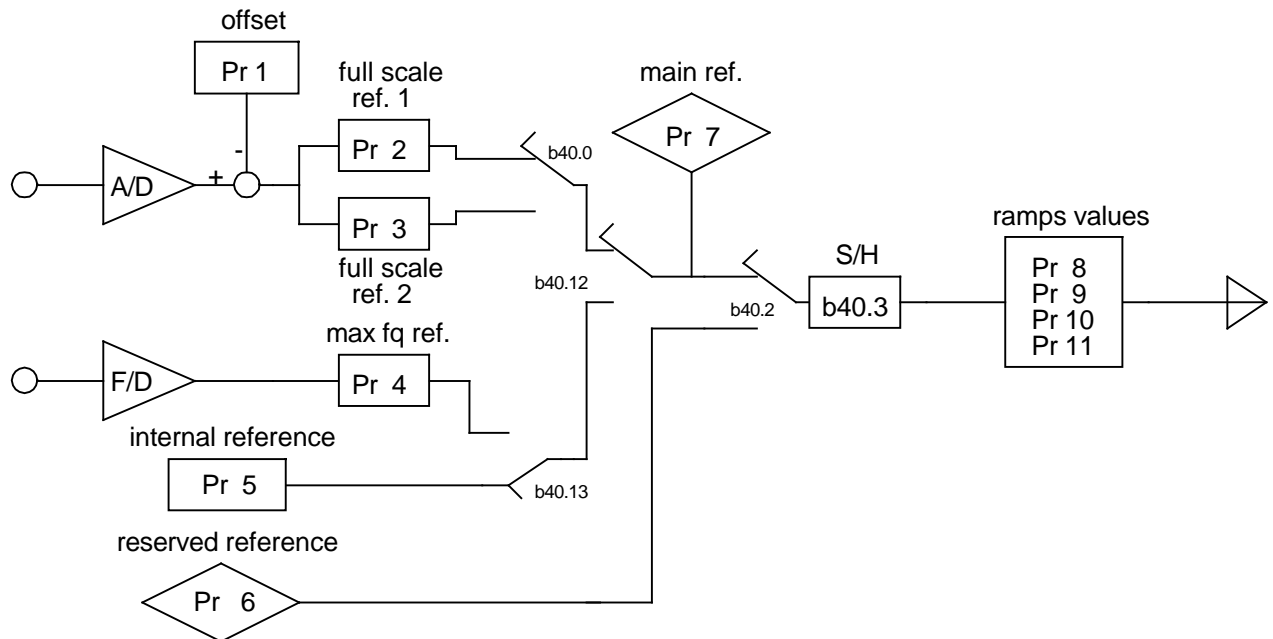 offset
Pr 1
full scale
ref. 1
main ref.
Pr 2
b40.0
Pr 7
-
+
A/D
Pr 3
ramps values
full scale
ref. 2
b40.12
S/H
Pr 8
Pr 9
Pr 10
Pr 11
b40.2
b40.3
max fq ref.
F/D
Pr 4
internal reference
Pr 5
b40.13
reserved reference
Pr 6